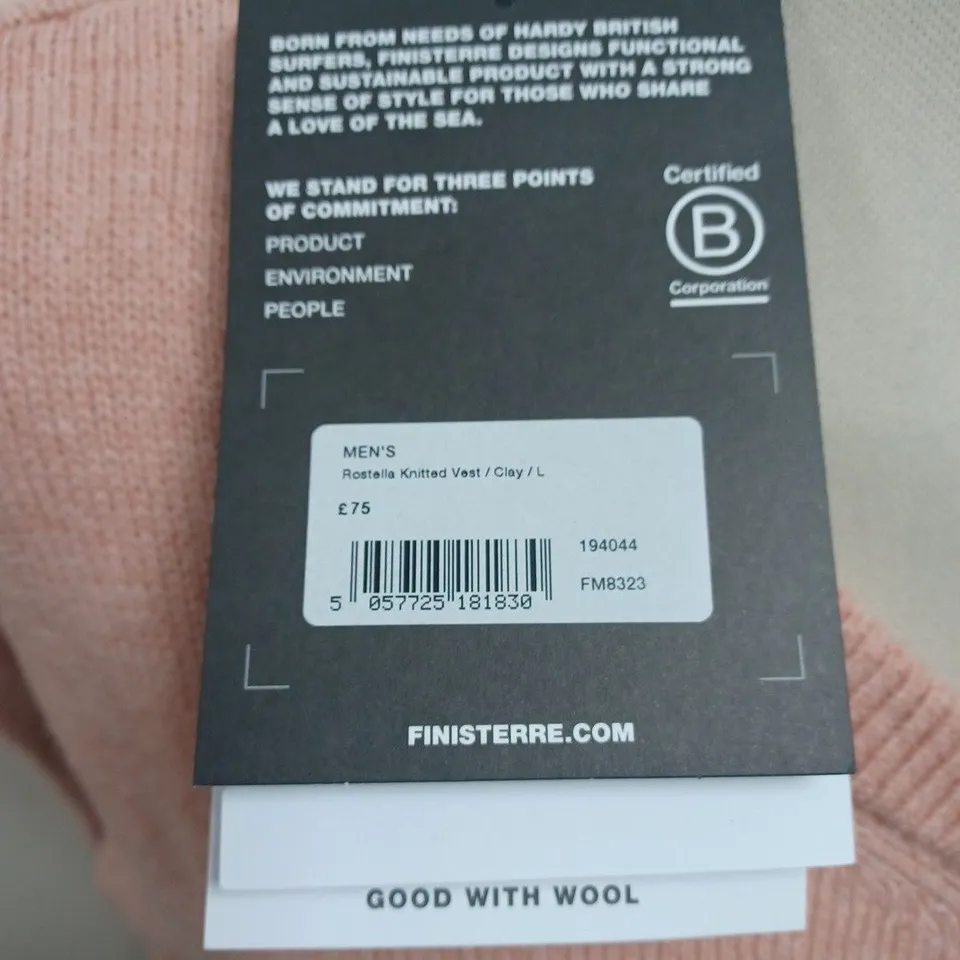 BORN FROM NEEDS OF HARDY BRITISH
SURFERS, FINISTERRE DESIGNS FUNCTIONAL
AND SUSTAINABLE PRODUCT WITH A STRONG
SENSE OF STYLE FOR THOSE WHO SHARE
A LOVE OF THE SEA.
WE STAND FOR THREE POINTS
OF COMMITMENT:
PRODUCT
ENVIRONMENT
PEOPLE
Certified
B
Corporation
MEN'S
Rostella Knitted Vest / Clay / L
£75
194044
FM8323
5 057725 181830
FINISTERRE.COM
GOOD WITH WOOL